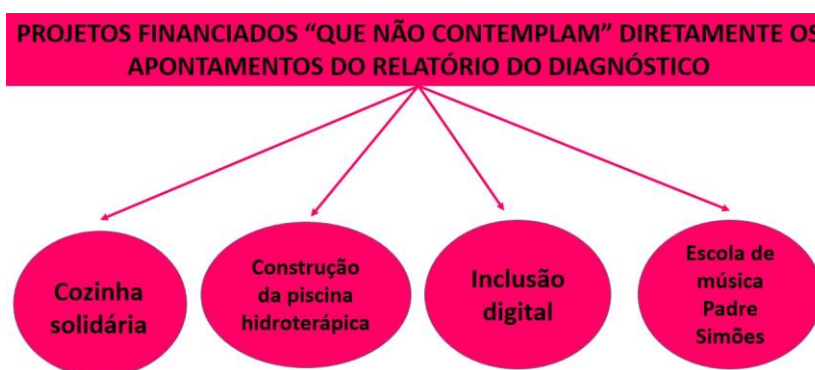 PROJETOS FINANCIADOS “QUE NÃO CONTEMPLAM” DIRETAMENTE OS
APONTAMENTOS DO RELATÓRIO DO DIAGNÓSTICO
Cozinha
solidária
Construção
da piscina
hidroterápica
Inclusão
digital
Escola de
música
Padre
Simões